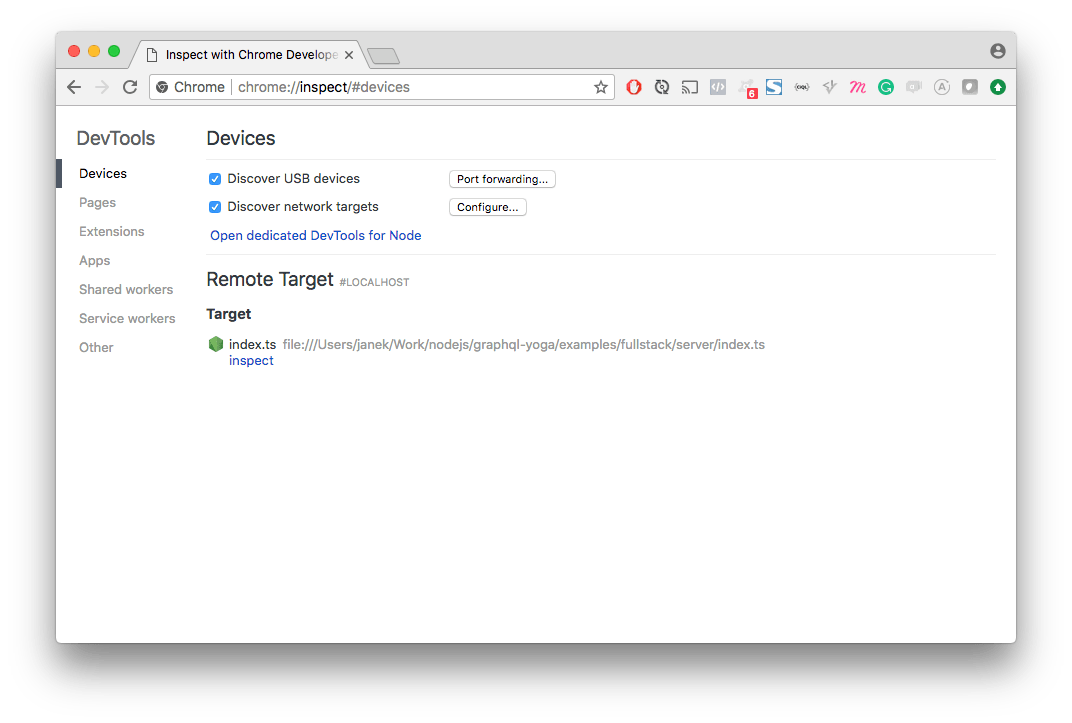 Inspect with Chrome Develope
Chrome chrome://inspect/#devices
6
CQL
m
G
A
DevTools
Devices
Pages
Extensions
Apps
Shared workers
Service workers
Other
Devices
Discover USB devices Port forwarding...
Discover network targets Configure...
Open dedicated DevTools for Node
Remote Target #LOCALHOST
Target
index.ts file:///Users/janek/Work/nodejs/graphql-yoga/examples/fullstack/server/index.ts
inspect